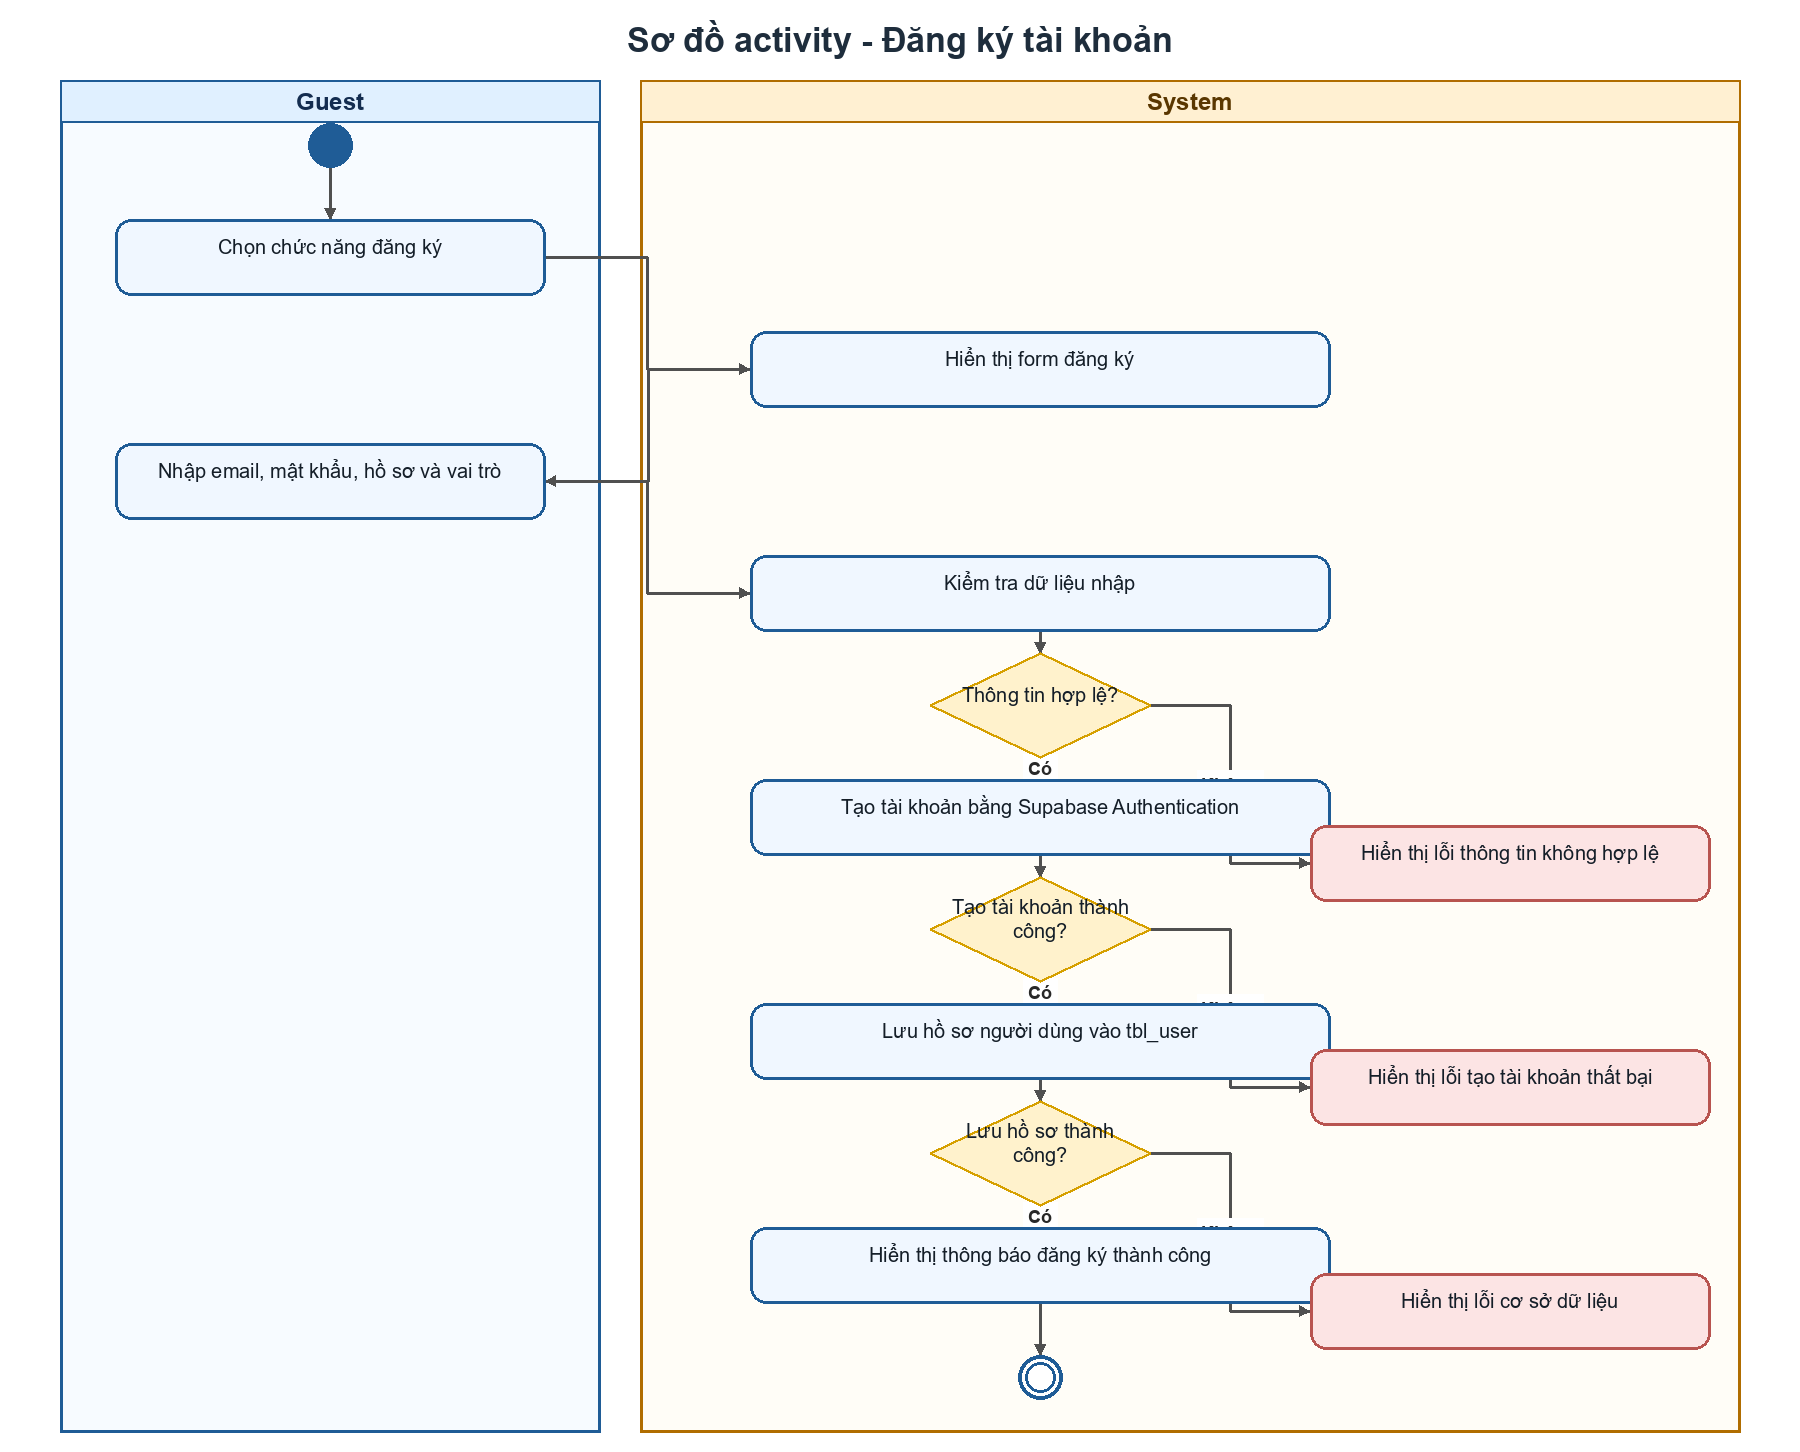 Sơ đồ activity - Đăng ký tài khoản
Guest
System
Chọn chức năng đăng ký
Hiển thị form đăng ký
Nhập email, mật khẩu, hồ sơ và vai trò
Kiểm tra dữ liệu nhập
Thông tin hợp lệ?
Có
Tạo tài khoản bằng Supabase Authentication
Hiển thị lỗi thông tin không hợp lệ
Tạo tài khoản thành
công?
Có
Lưu hồ sơ người dùng vào tbl_user
Hiển thị lỗi tạo tài khoản thất bại
Lưu hồ sơ thành
công?
Có
Hiển thị thông báo đăng ký thành công
Hiển thị lỗi cơ sở dữ liệu